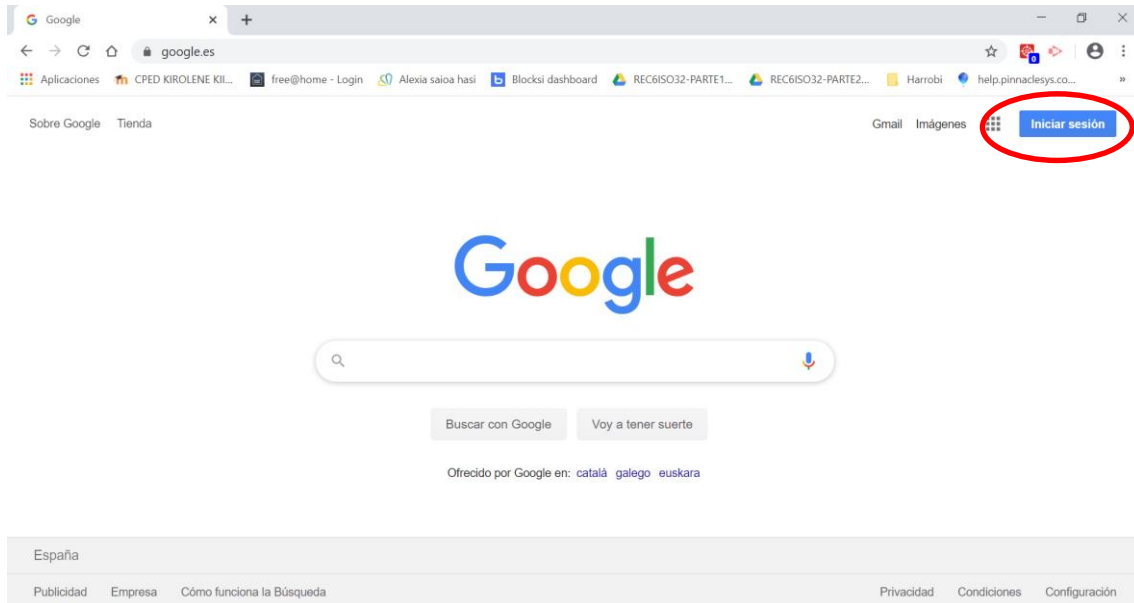 Google
google.es
Aplicaciones CPED KIROLENE KII... free@home - Login Alexia saioa hasi Blocksi dashboard REC6ISO32-PARTE1... REC6ISO32-PARTE2... Harrobi help.pinnaclesys.co... »
Sobre Google Tienda Gmail Imágenes Iniciar sesión
Google
Buscar con Google Voy a tener suerte
Ofrecido por Google en: català galego euskara
España
Publicidad Empresa Cómo funciona la Búsqueda Privacidad Condiciones Configuración